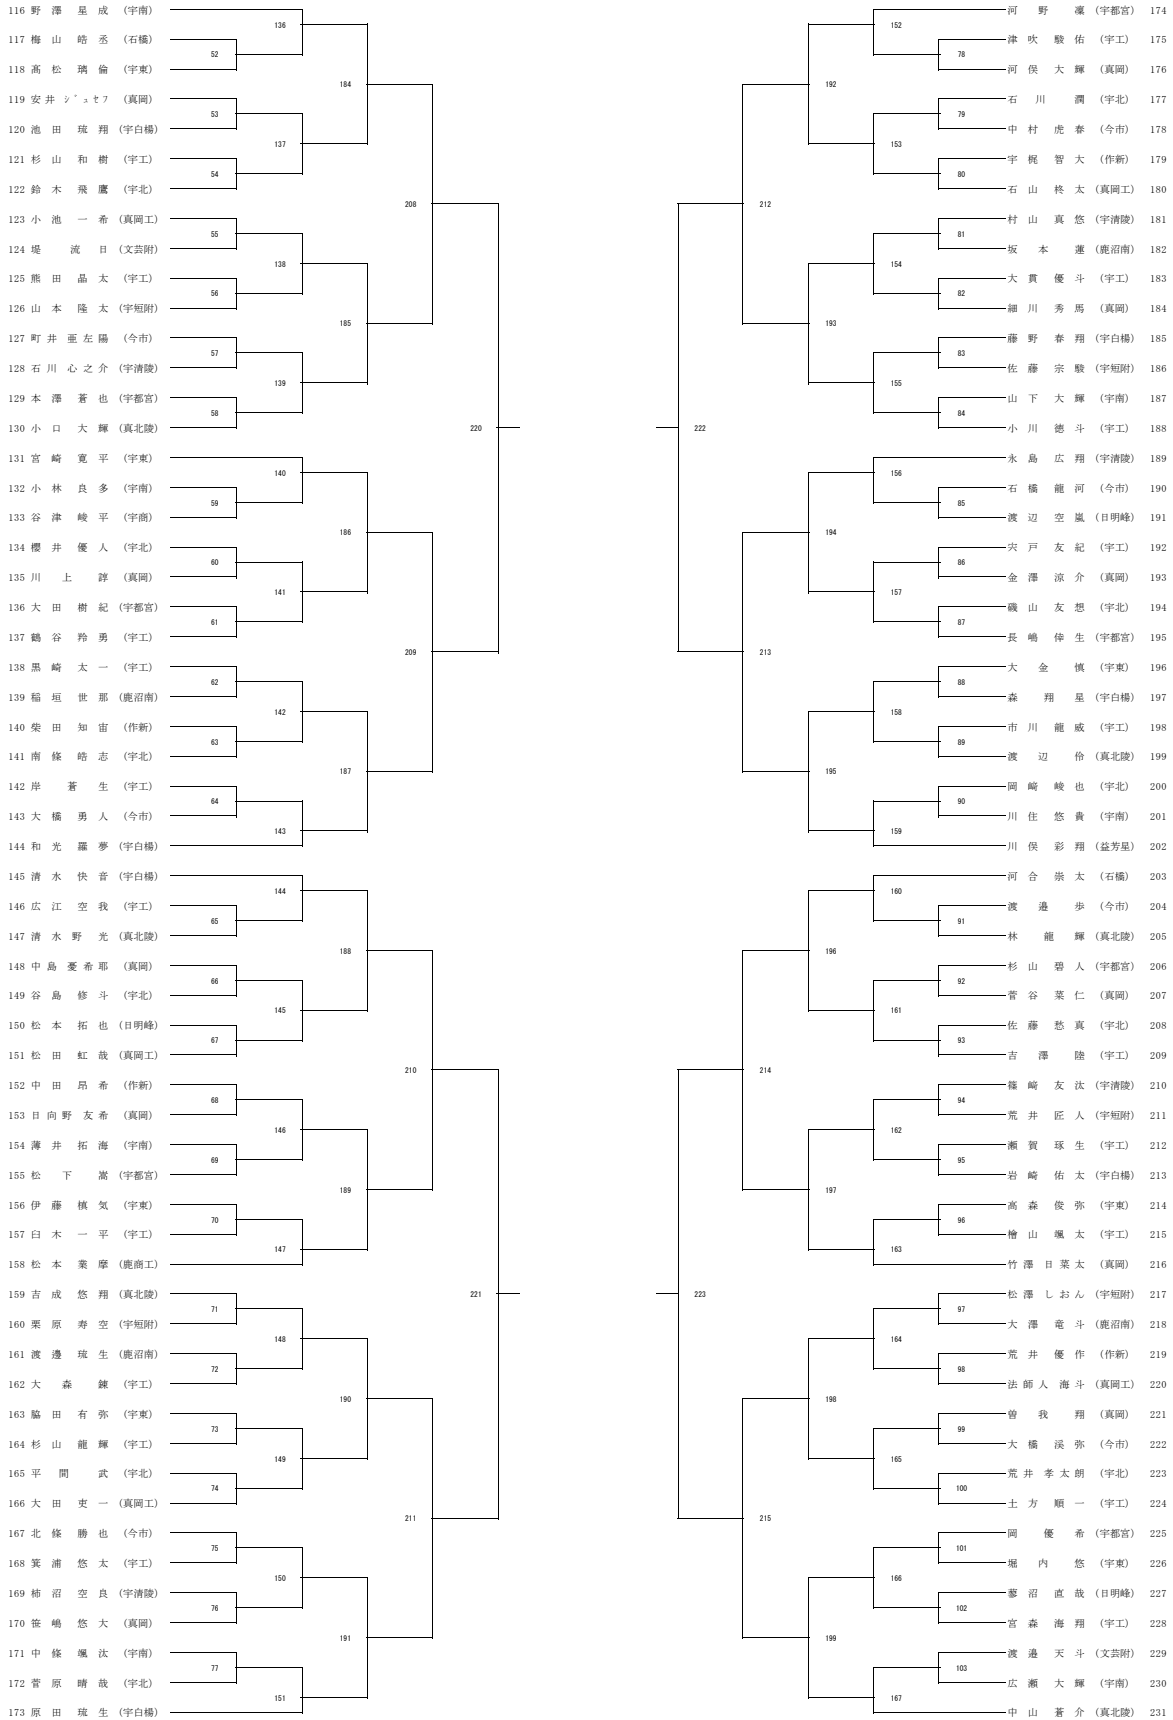 116 野澤星成 (宇南)
117 梅山皓丞 (石橋)
118 髙松璃倫 (宇東)
119 安井ジョセフ (真岡)
120 池田琉翔 (宇白楊)
121 杉山和樹 (宇工)
122 鈴木飛鷹 (宇北)
123 小池一希 (真岡工)
124 堤流日 (文芸附)
125 熊田晶太 (宇工)
126 山本隆太 (宇短附)
127 町井亜左陽 (今市)
128 石川心之介 (宇清陵)
129 本澤蒼也 (宇都宮)
130 小口大輝 (真北陵)
131 宮崎寛平 (宇東)
132 小林良多 (宇南)
133 谷津峻平 (宇商)
134 櫻井優人 (宇北)
135 川上諄 (真岡)
136 大田樹紀 (宇都宮)
137 鶴谷羚勇 (宇工)
138 黒崎太一 (宇工)
139 稲垣世那 (鹿沼南)
140 柴田知宙 (作新)
141 南條皓志 (宇北)
142 岸蒼生 (宇工)
143 大橋勇人 (今市)
144 和光羅夢 (宇白楊)
145 清水快音 (宇白楊)
146 広江空我 (宇工)
147 清水野光 (真北陵)
148 中島憂希耶 (真岡)
149 谷島修斗 (宇北)
150 松本拓也 (日明峰)
151 松田虹哉 (真岡工)
152 中田昂希 (作新)
153 日向野友希 (真岡)
154 薄井拓海 (宇南)
155 松下嵩 (宇都宮)
156 伊藤槙気 (宇東)
157 臼木一平 (宇工)
158 松本業摩 (鹿商工)
159 吉成悠翔 (真北陵)
160 栗原寿空 (宇短附)
161 渡邊琉生 (鹿沼南)
162 大森錬 (宇工)
163 脇田有弥 (宇東)
164 杉山龍輝 (宇工)
165 平間武 (宇北)
166 大田吏一 (真岡工)
167 北條勝也 (今市)
168 箕浦悠太 (宇工)
169 柿沼空良 (宇清陵)
170 笹嶋悠大 (真岡)
171 中條颯汰 (宇南)
172 菅原晴哉 (宇北)
173 原田琉生 (宇白楊)
136
52
184
53
137
54
208
55
138
56
185
57
139
58
220
140
59
186
60
141
61
209
62
142
63
187
64
143
144
65
188
66
145
67
210
68
146
69
189
70
147
221
71
148
72
190
73
149
74
211
75
150
76
191
77
151
152
78
192
79
153
80
212
81
154
82
193
83
155
84
222
156
85
194
86
157
87
213
88
158
89
195
90
159
160
91
196
92
161
93
214
94
162
95
197
96
163
223
97
164
98
198
99
165
100
215
101
166
102
199
103
167
河野凜 (宇都宮) 174
津吹駿佑 (宇工) 175
河俣大輝 (真岡) 176
石川潤 (宇北) 177
中村虎春 (今市) 178
宇梶智大 (作新) 179
石山柊太 (真岡工) 180
村山真悠 (宇清陵) 181
坂本蓮 (鹿沼南) 182
大貫優斗 (宇工) 183
細川秀馬 (真岡) 184
藤野春翔 (宇白楊) 185
佐藤宗駿 (宇短附) 186
山下大輝 (宇南) 187
小川徳斗 (宇工) 188
永島広翔 (宇清陵) 189
石橋龍河 (今市) 190
渡辺空嵐 (日明峰) 191
宍戸友紀 (宇工) 192
金澤涼介 (真岡) 193
磯山友想 (宇北) 194
長嶋倖生 (宇都宮) 195
大金慎 (宇東) 196
森翔星 (宇白楊) 197
市川龍威 (宇工) 198
渡辺伶 (真北陵) 199
岡崎峻也 (宇北) 200
川住悠貴 (宇南) 201
川俣彩翔 (益芳星) 202
河合崇太 (石橋) 203
渡邉歩 (今市) 204
林龍輝 (真北陵) 205
杉山碧人 (宇都宮) 206
菅谷菜仁 (真岡) 207
佐藤愁真 (宇北) 208
吉澤陸 (宇工) 209
篠崎友汰 (宇清陵) 210
荒井匠人 (宇短附) 211
瀬賀琢生 (宇工) 212
岩崎佑太 (宇白楊) 213
高森俊弥 (宇東) 214
檜山颯太 (宇工) 215
竹澤日菜太 (真岡) 216
松澤しおん (宇短附) 217
大澤竜斗 (鹿沼南) 218
荒井優作 (作新) 219
法師人海斗 (真岡工) 220
曽我翔 (真岡) 221
大橋渓弥 (今市) 222
荒井孝太朗 (宇北) 223
土方順一 (宇工) 224
岡優希 (宇都宮) 225
堀内悠 (宇東) 226
蓼沼直哉 (日明峰) 227
宮森海翔 (宇工) 228
渡邉天斗 (文芸附) 229
広瀬大輝 (宇南) 230
中山蒼介 (真北陵) 231